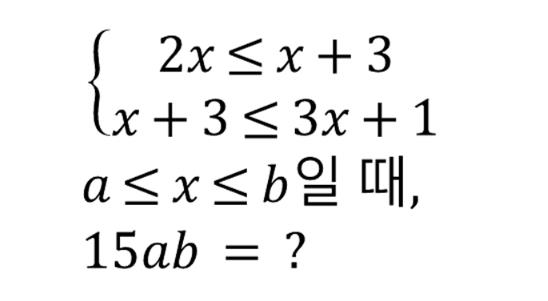 { 2x ≤ x + 3
x + 3 ≤ 3x + 1
a ≤ x ≤ b일 때,
15ab = ?